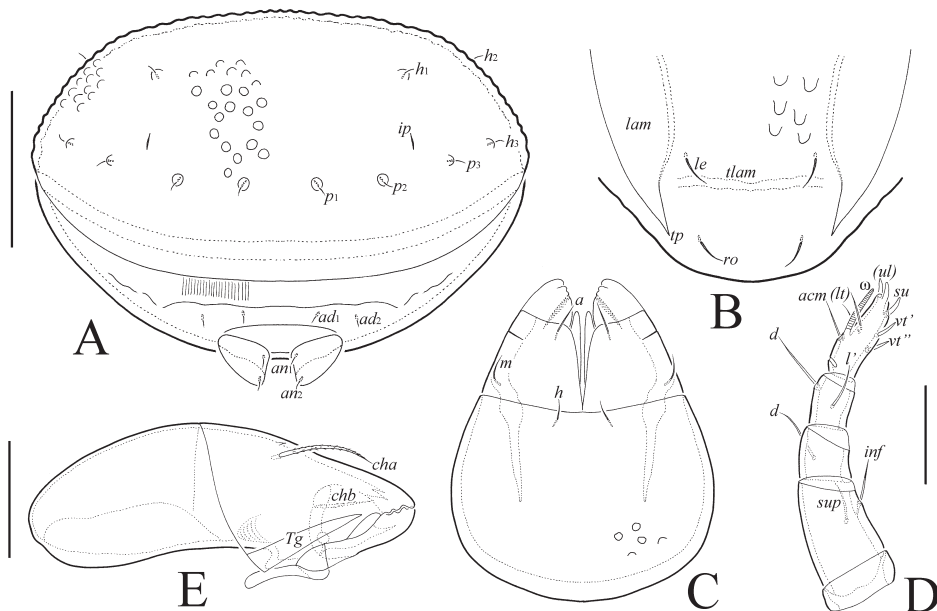 h1
h2
ip
h3
p3
p1
p2
ad1
ad2
an1
an2
A
lam
le
tlam
tp
ro
B
a
m
h
C
ω
(ul)
acm (lt)
su
vt’
vt”
d
l’
d
inf
sup
D
cha
chb
Tg
E